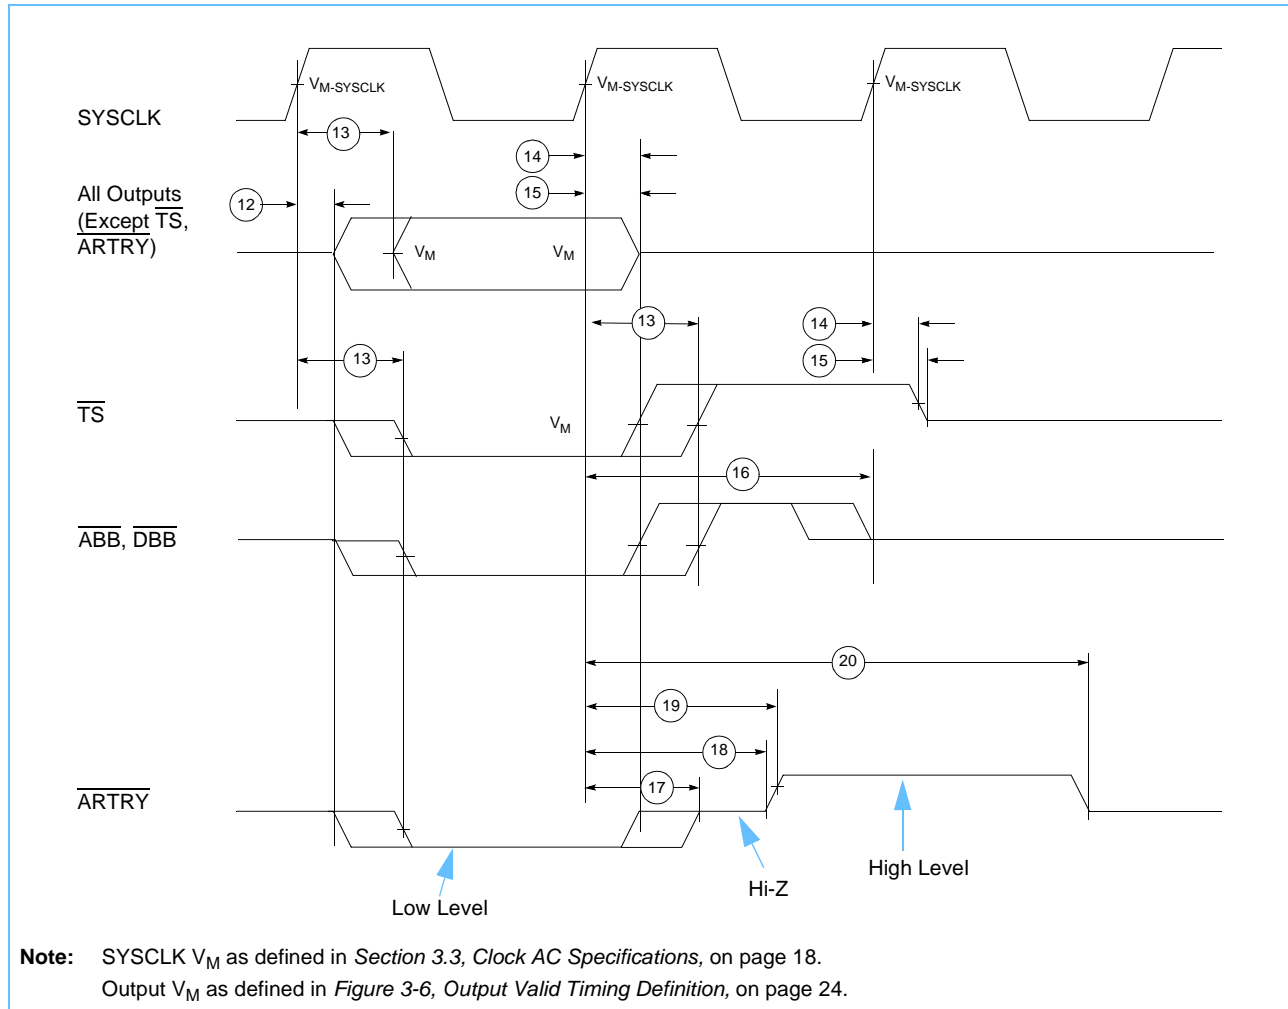 VM-SYSCLK VM-SYSCLK VM-SYSCLK
SYSCLK
13
14
15
12
All Outputs
(Except TS,
ARTRY)
VM VM
13 14
13 15
TS
VM
16
ABB, DBB
20
19
18
17
ARTRY
High Level
Hi-Z
Low Level
Note: SYSCLK VM as defined in Section 3.3, Clock AC Specifications, on page 18.
Output VM as defined in Figure 3-6, Output Valid Timing Definition, on page 24.